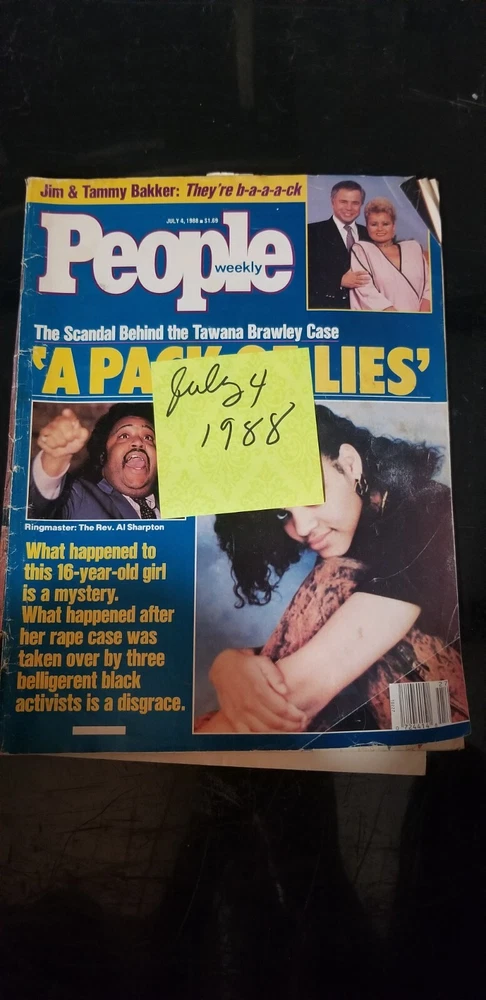 Jim & Tammy Bakker: They're b-a-a-a-ck
JULY 4, 1988 ■ $1.69
People
weekly
The Scandal Behind the Tawana Brawley Case
'A PA LIES'
July 4
1988
Ringmaster: The Rev. Al Sharpton
What happened to
this 16-year-old girl
is a mystery.
What happened after
her rape case was
taken over by three
belligerent black
activists is a disgrace.